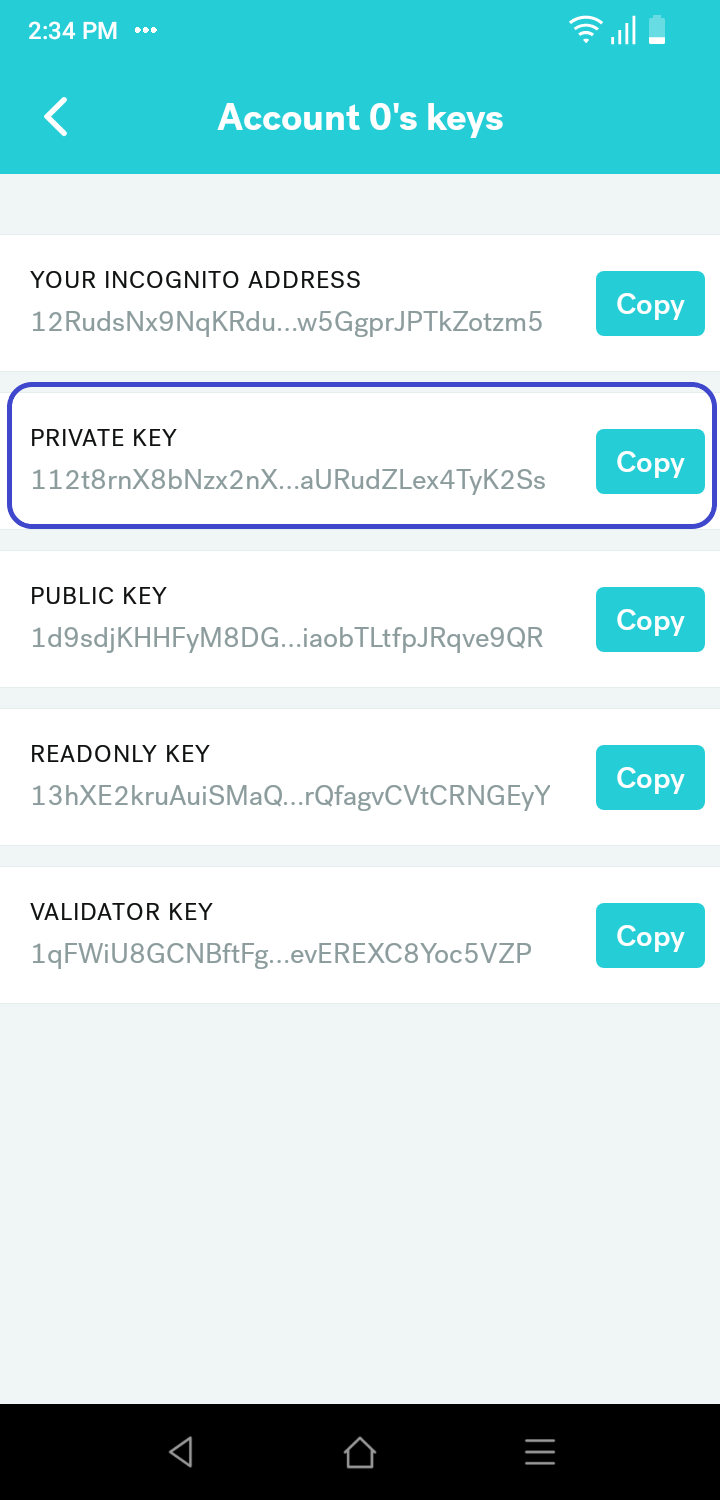 2:34 PM
Account 0's keys
YOUR INCOGNITO ADDRESS
12RudsNx9NqKRdu...w5GgprJPTkZotzm5
Copy
PRIVATE KEY
112t8rnX8bNzx2nX...aURudZLex4TyK2Ss
Copy
PUBLIC KEY
1d9sdjKHHFyM8DG...iaobTLtfpJRqve9QR
Copy
READONLY KEY
13hXE2kruAuiSMaQ...rQfagvCVtCRNGEyY
Copy
VALIDATOR KEY
1qFWiU8GCNBftFg...evEREXC8Yoc5VZP
Copy